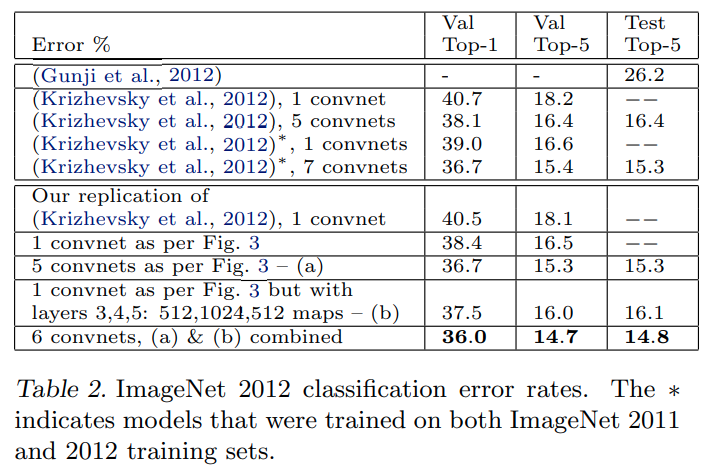 Error % Val Top-1 Val Top-5 Test Top-5
(Gunji et al., 2012) - - 26.2
(Krizhevsky et al., 2012), 1 convnet 40.7 18.2 −−
(Krizhevsky et al., 2012), 5 convnets 38.1 16.4 16.4
(Krizhevsky et al., 2012)*, 1 convnets 39.0 16.6 −−
(Krizhevsky et al., 2012)*, 7 convnets 36.7 15.4 15.3
Our replication of
(Krizhevsky et al., 2012), 1 convnet 40.5 18.1 −−
1 convnet as per Fig. 3 38.4 16.5 −−
5 convnets as per Fig. 3 – (a) 36.7 15.3 15.3
1 convnet as per Fig. 3 but with
layers 3,4,5: 512,1024,512 maps – (b) 37.5 16.0 16.1
6 convnets, (a) & (b) combined 36.0 14.7 14.8
Table 2. ImageNet 2012 classification error rates. The *
indicates models that were trained on both ImageNet 2011
and 2012 training sets.